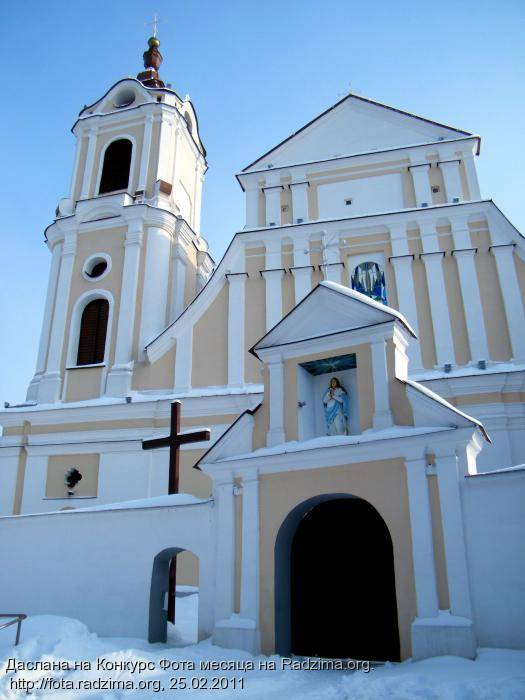 Даслана на Конкурс Фота месяца на Radzima.org.
http://fota.radzima.org, 25.02.2011